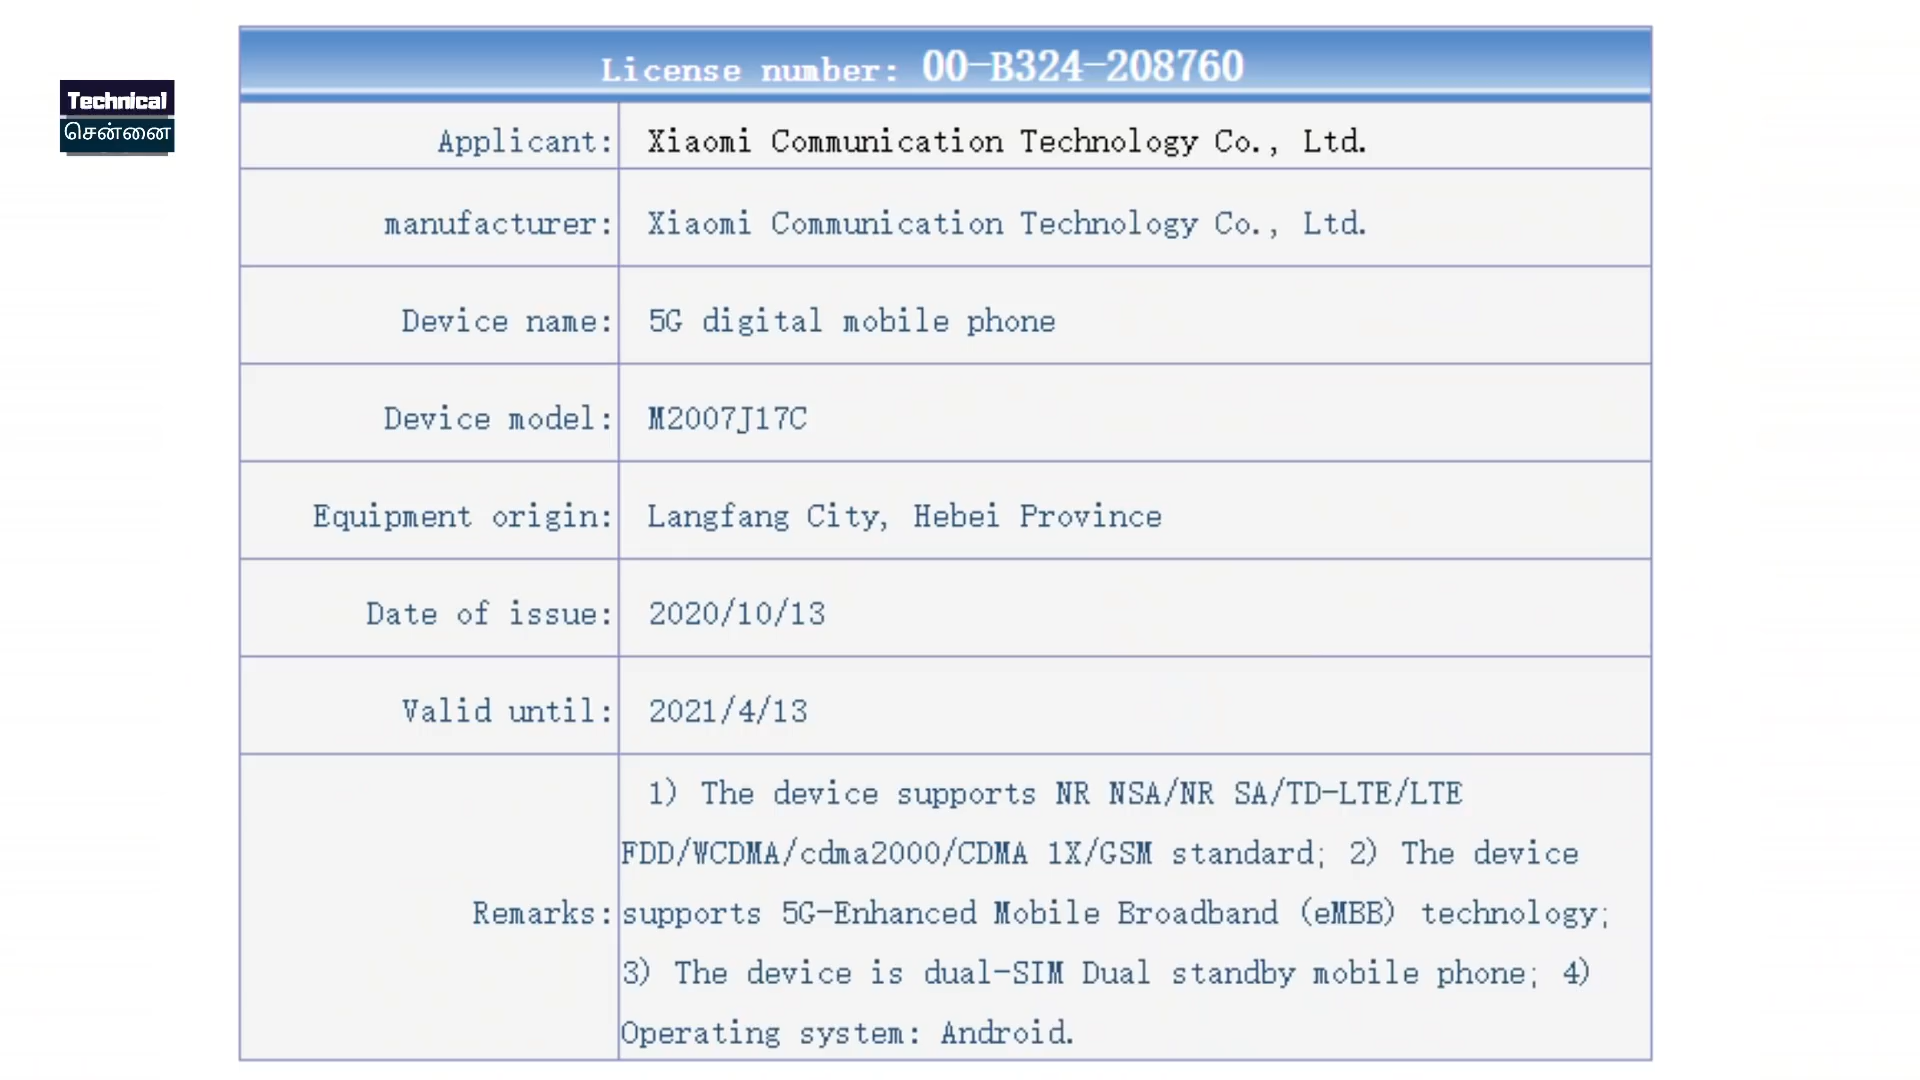 Technical
சென்னை
License number: 00-B324-208760
Applicant: Xiaomi Communication Technology Co., Ltd.
manufacturer: Xiaomi Communication Technology Co., Ltd.
Device name: 5G digital mobile phone
Device model: M2007J17C
Equipment origin: Langfang City, Hebei Province
Date of issue: 2020/10/13
Valid until: 2021/4/13
Remarks:
1) The device supports NR NSA/NR SA/TD-LTE/LTE
FDD/WCDMA/cdma2000/CDMA 1X/GSM standard; 2) The device
supports 5G-Enhanced Mobile Broadband (eMBB) technology;
3) The device is dual-SIM Dual standby mobile phone; 4)
Operating system: Android.